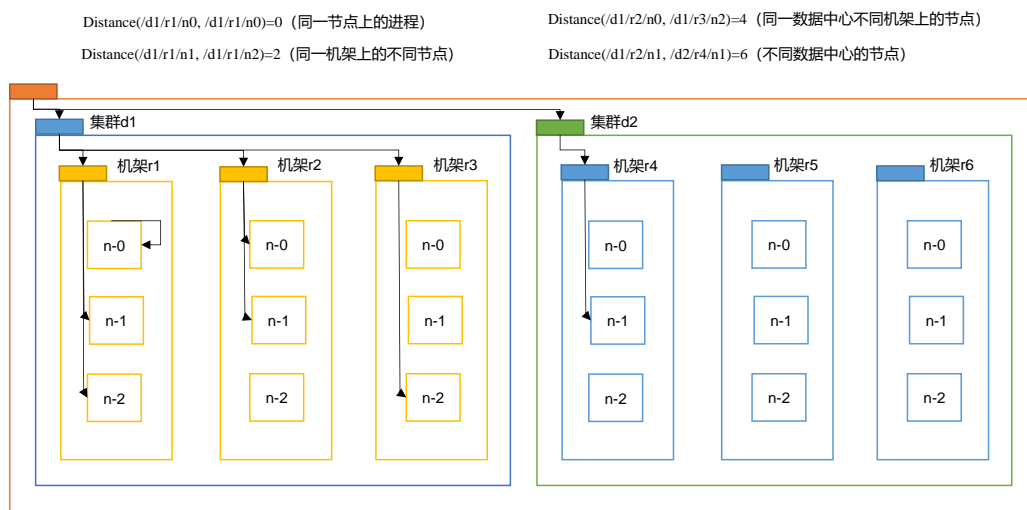 Distance(/d1/r1/n0, /d1/r1/n0)=0（同一节点上的进程）
Distance(/d1/r2/n0, /d1/r3/n2)=4（同一数据中心不同机架上的节点）
Distance(/d1/r1/n1, /d1/r1/n2)=2（同一机架上的不同节点）
Distance(/d1/r2/n1, /d2/r4/n1)=6（不同数据中心的节点）
集群d1
集群d2
机架r1
机架r2
机架r3
机架r4
机架r5
机架r6
n-0
n-0
n-0
n-0
n-0
n-0
n-1
n-1
n-1
n-1
n-1
n-1
n-2
n-2
n-2
n-2
n-2
n-2